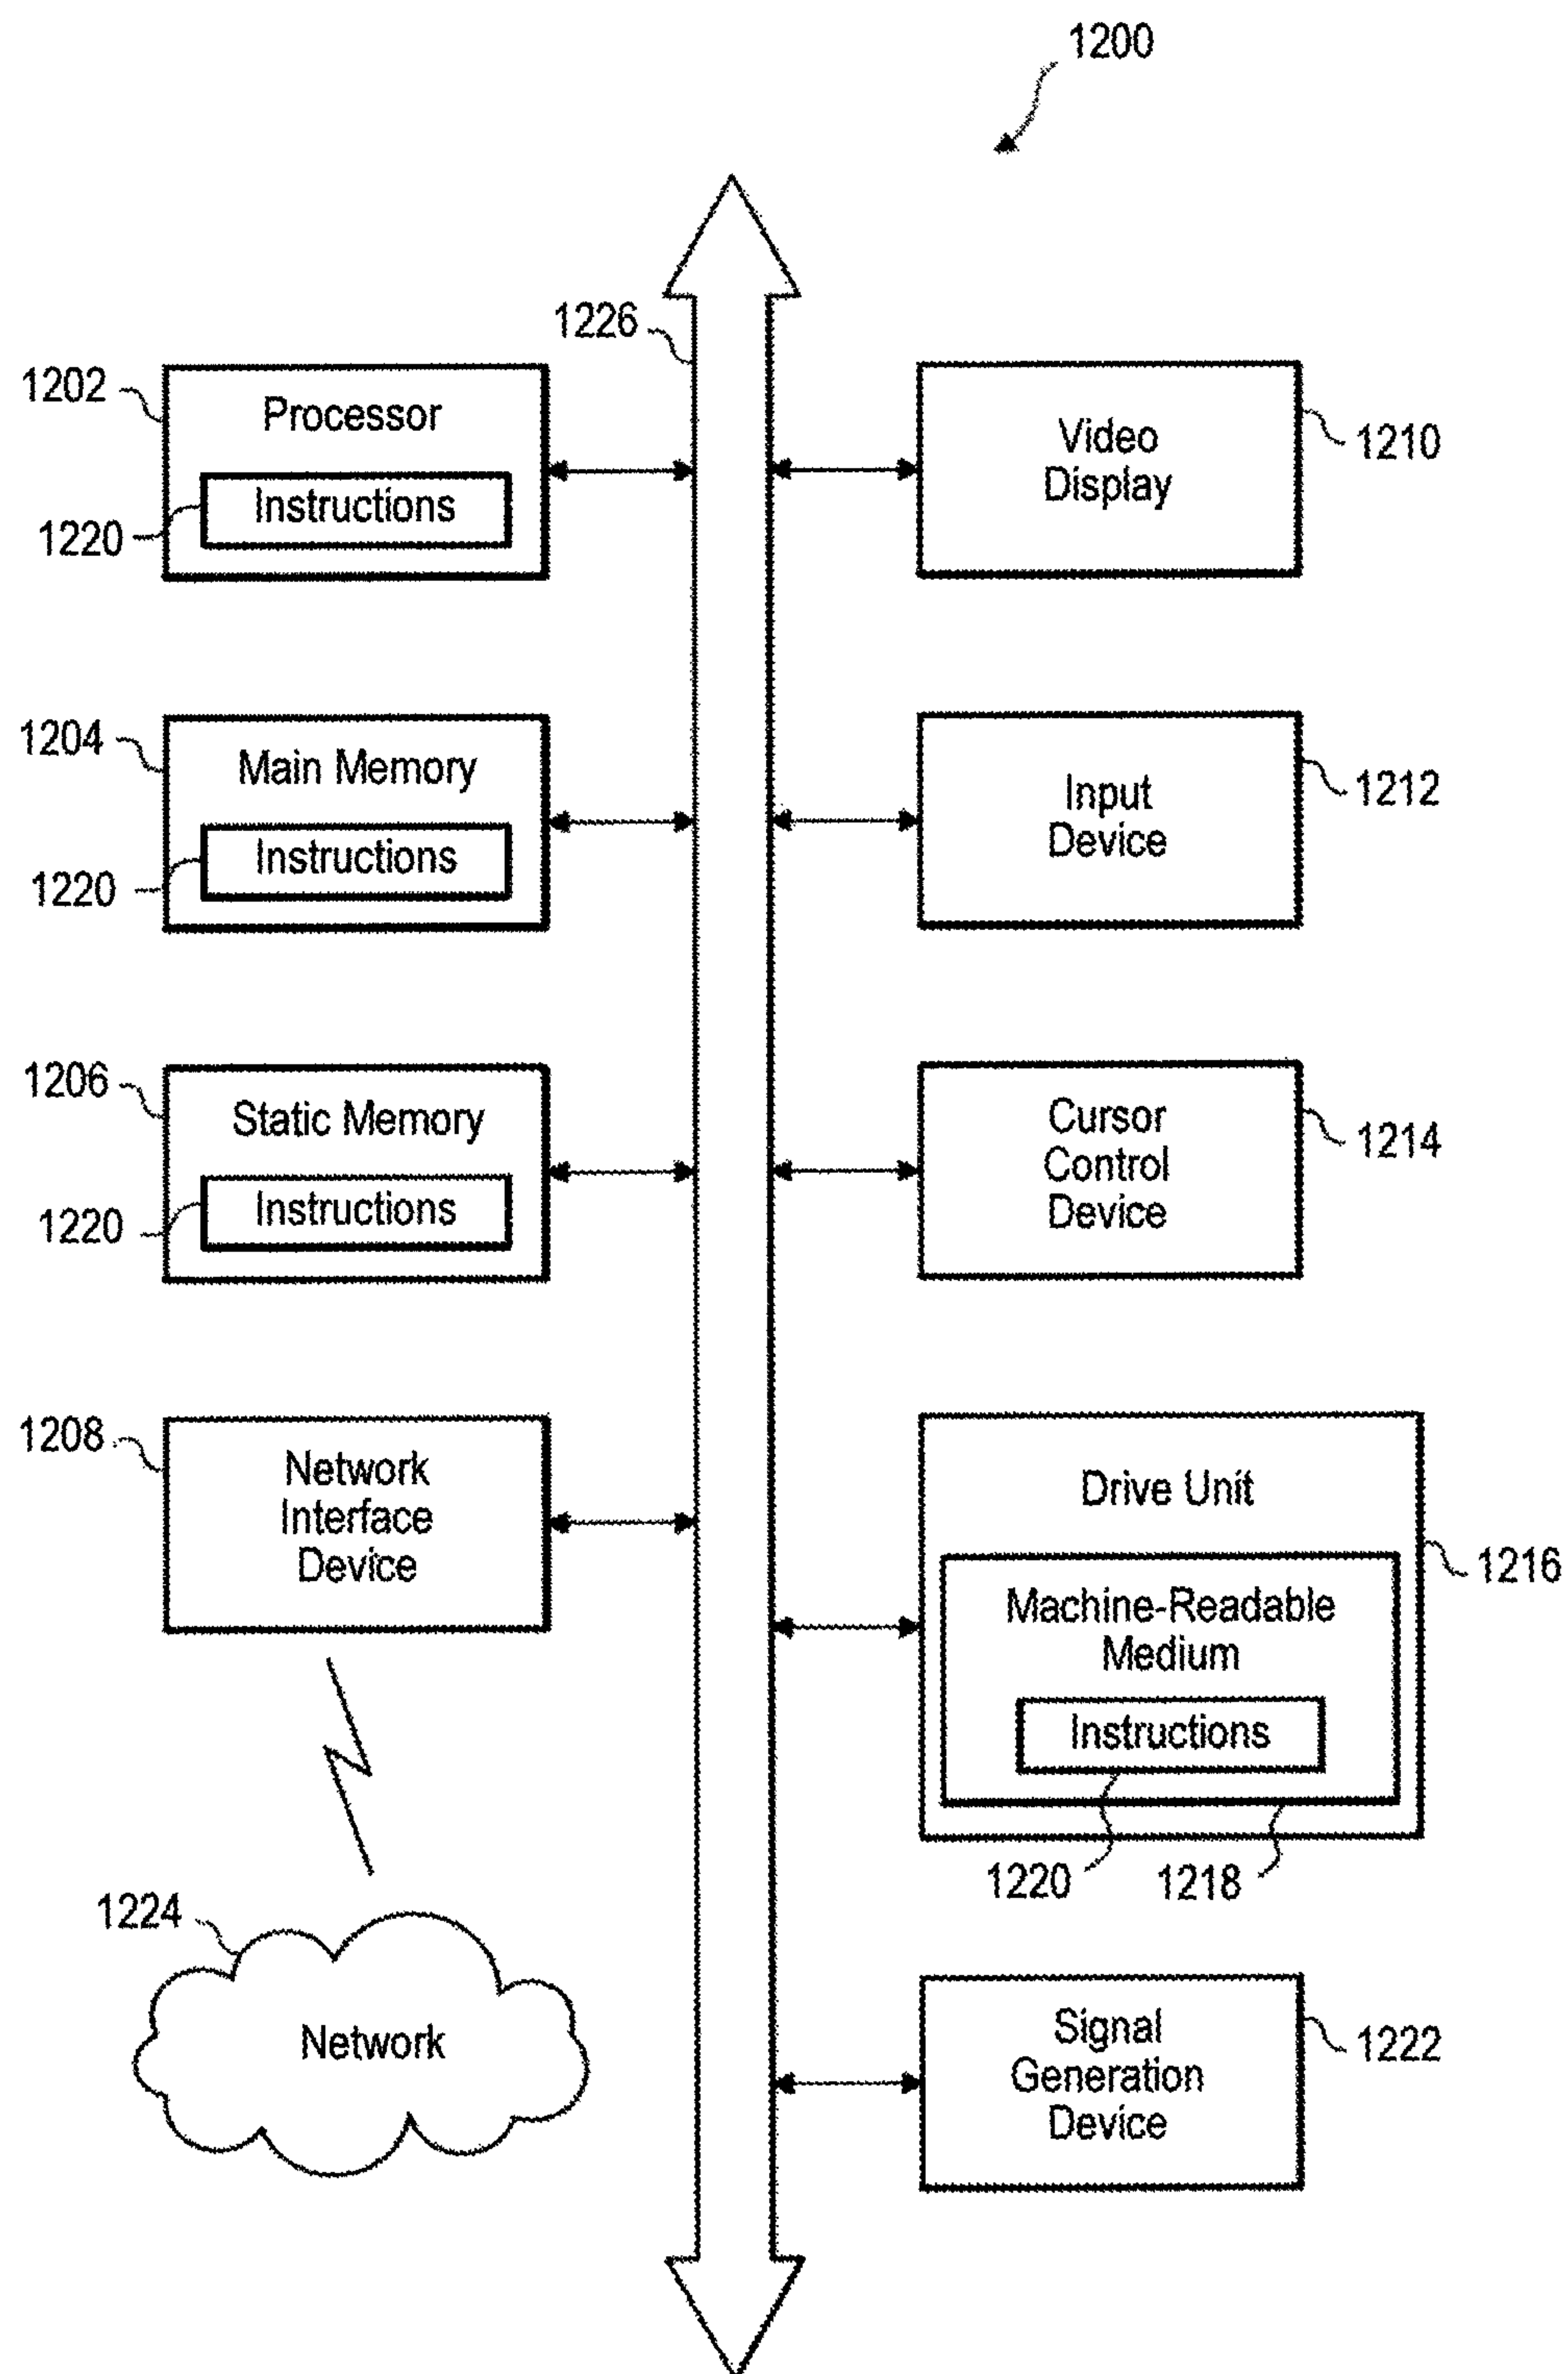 1200
1226
1202
Processor
Instructions
1220
Video
Display
1210
1204
Main Memory
Instructions
1220
Input
Device
1212
1206
Static Memory
Instructions
1220
Cursor
Control
Device
1214
1208
Network
Interface
Device
Drive Unit
1216
Machine-Readable
Medium
Instructions
1220
1218
1224
Network
Signal
Generation
Device
1222